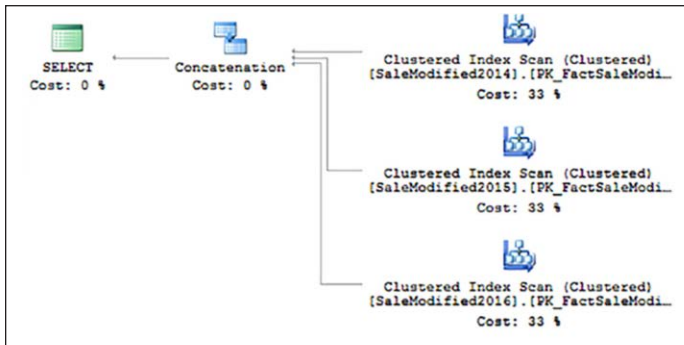 SELECT
Cost: 0 %
Concatenation
Cost: 0 %
Clustered Index Scan (Clustered)
[SaleModified2014].[PK_FactSaleModi…
Cost: 33 %
Clustered Index Scan (Clustered)
[SaleModified2015].[PK_FactSaleModi…
Cost: 33 %
Clustered Index Scan (Clustered)
[SaleModified2016].[PK_FactSaleModi…
Cost: 33 %